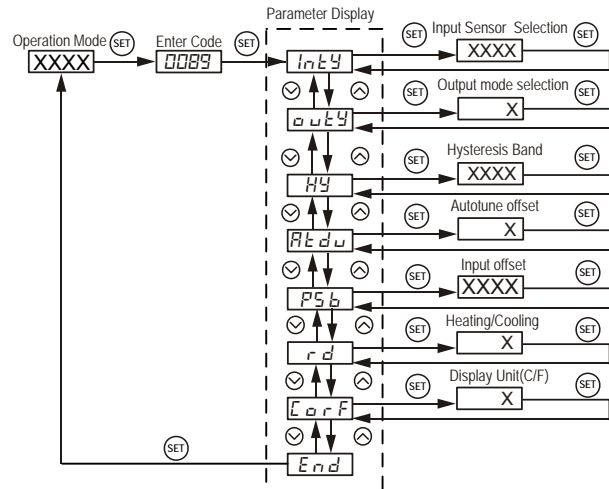 Parameter Display
Operation Mode SET Enter Code SET SET Input Sensor Selection SET
XXXX 0089 IntY XXXX
SET Output mode selection SET
outY X
SET Hysteresis Band SET
HY XXXX
SET Autotune offset SET
Atdu X
SET Input offset SET
PSb XXXX
SET Heating/Cooling SET
rd X
SET Display Unit(C/F) SET
CorF X
SET
End